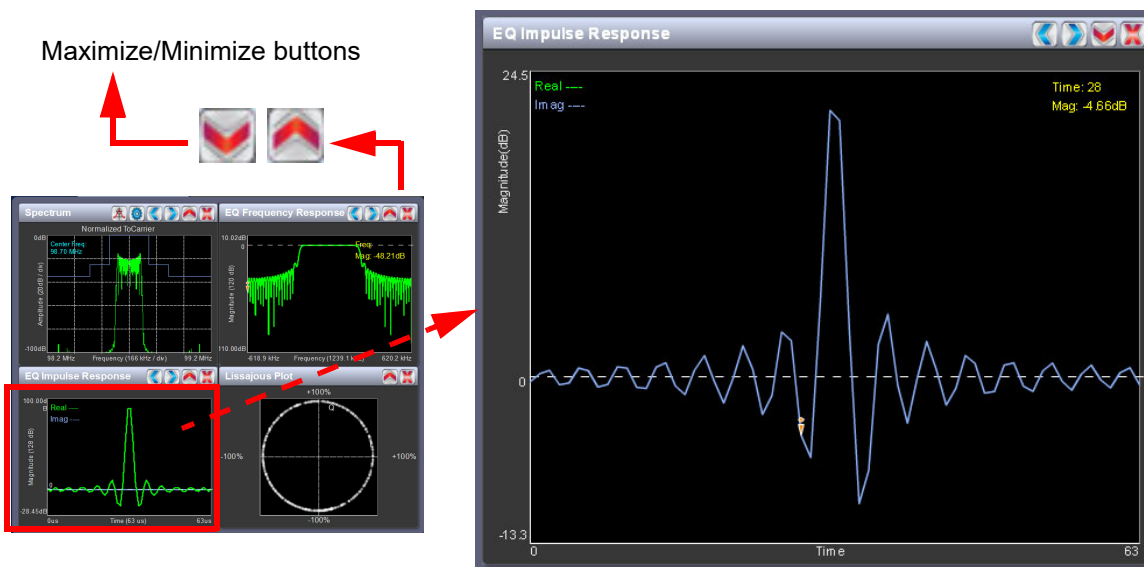 Maximize/Minimize buttons
Spectrum
Normalized ToCarrier
0dB
Center Freq:
98.70 MHz
Amplitude (20dB / div)
-100dB
98.2 MHz
Frequency (166 kHz / div)
99.2 MHz
EQ Frequency Response
10.02dB
0
Freq:
Mag: -48.21dB
Magnitude (120 dB)
110.00dB
-618.9 kHz
Frequency (1239.1 kHz)
620.2 kHz
EQ Impulse Response
100.00d
B
Real ----
Imag ----
Magnitude (128 dB)
0
-28.45dB
0us
Time (63 us)
63us
Lissajous Plot
+100%
Q
-100%
+100%
-100%
EQ Impulse Response
24.5
Real ----
Imag ----
Time: 28
Mag: -4.66dB
Magnitude(dB)
0
-13.3
0
Time
63